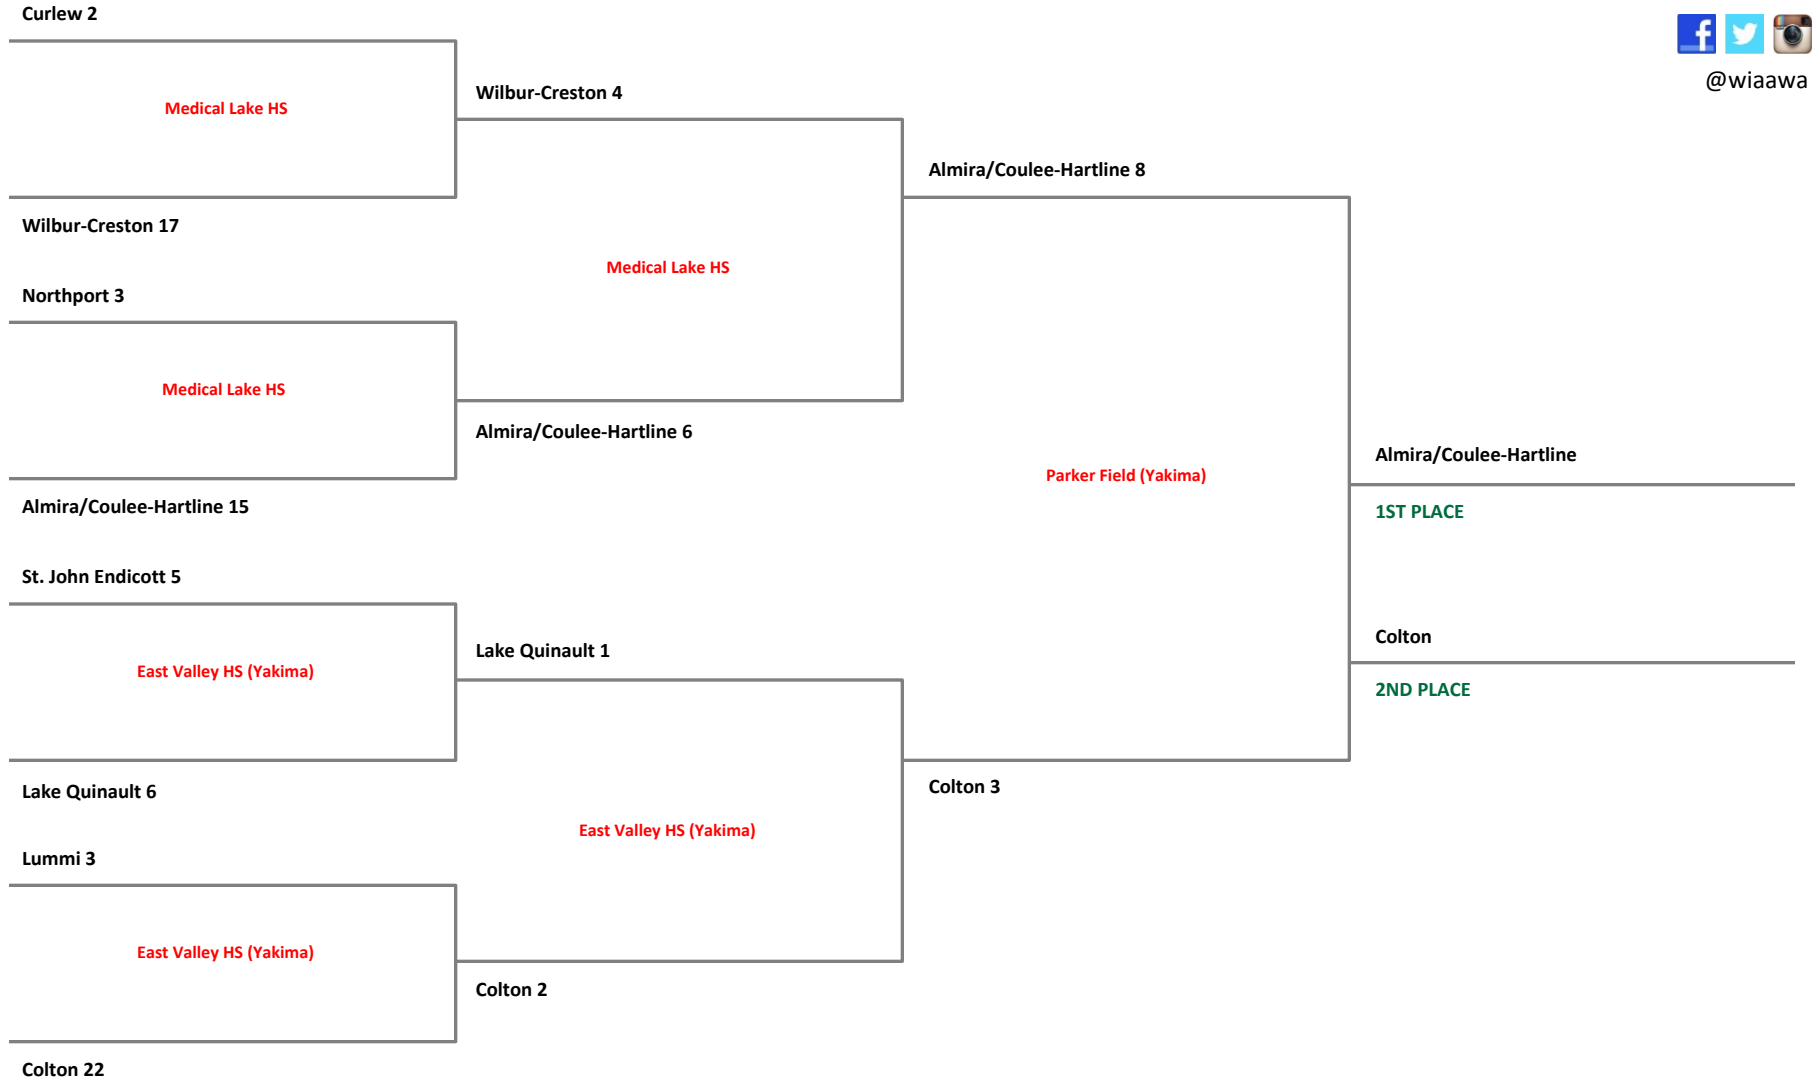 Curlew 2
@wiaawa
Medical Lake HS
Wilbur-Creston 4
Wilbur-Creston 17
Almira/Coulee-Hartline 8
Medical Lake HS
Northport 3
Medical Lake HS
Almira/Coulee-Hartline 6
Almira/Coulee-Hartline 15
Parker Field (Yakima)
Almira/Coulee-Hartline
1ST PLACE
St. John Endicott 5
East Valley HS (Yakima)
Lake Quinault 1
Lake Quinault 6
Colton
2ND PLACE
East Valley HS (Yakima)
Colton 3
Lummi 3
East Valley HS (Yakima)
Colton 2
Colton 22